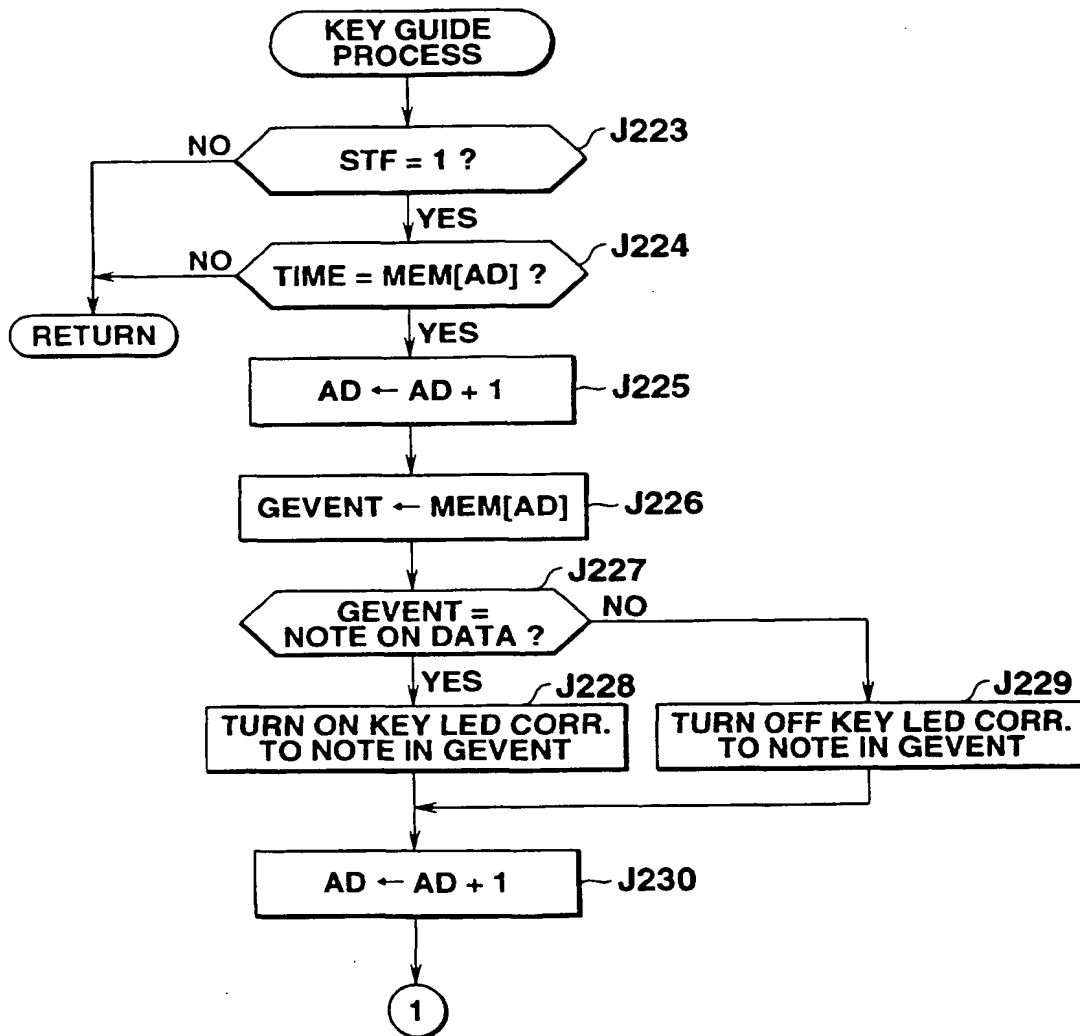 KEY GUIDE
PROCESS
J223
NO
STF = 1 ?
YES
J224
NO
TIME = MEM[AD] ?
RETURN
YES
AD ← AD + 1
J225
GEVENT ← MEM[AD]
J226
J227
GEVENT =
NOTE ON DATA ?
NO
YES
J228
TURN ON KEY LED CORR.
TO NOTE IN GEVENT
J229
TURN OFF KEY LED CORR.
TO NOTE IN GEVENT
AD ← AD + 1
J230
1